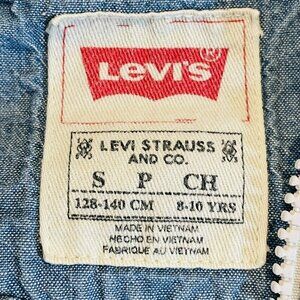 LEVI'S ®
LEVI STRAUSS
AND CO.
S P CH
128-140 CM 8-10 YRS
MADE IN VIETNAM
HECHO EN VIETNAM
FABRIQUE AU VIETNAM